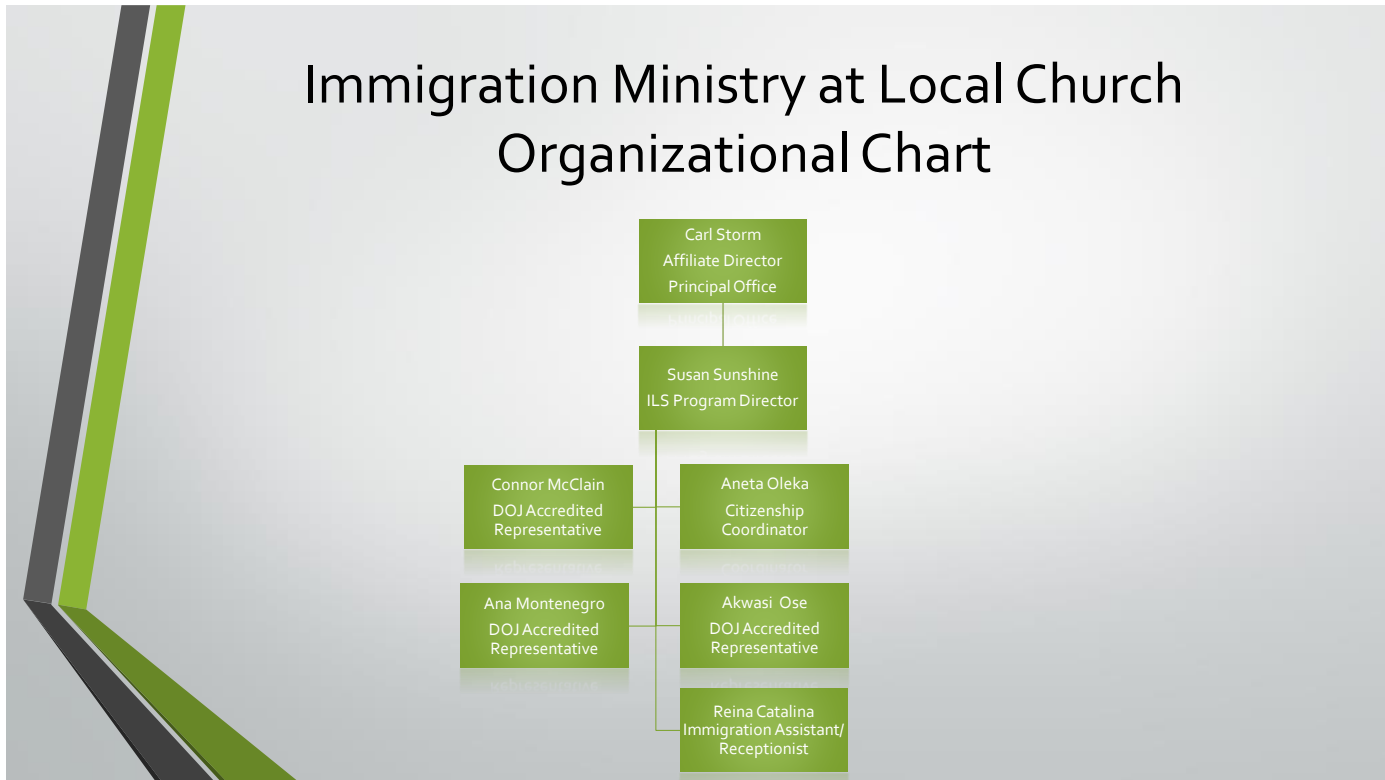 Immigration Ministry at Local Church
Organizational Chart
Carl Storm
Affiliate Director
Principal Office
Susan Sunshine
ILS Program Director
Connor McClain
DOJ Accredited
Representative
Aneta Oleka
Citizenship
Coordinator
Ana Montenegro
DOJ Accredited
Representative
Akwasi Ose
DOJ Accredited
Representative
Reina Catalina
Immigration Assistant/
Receptionist